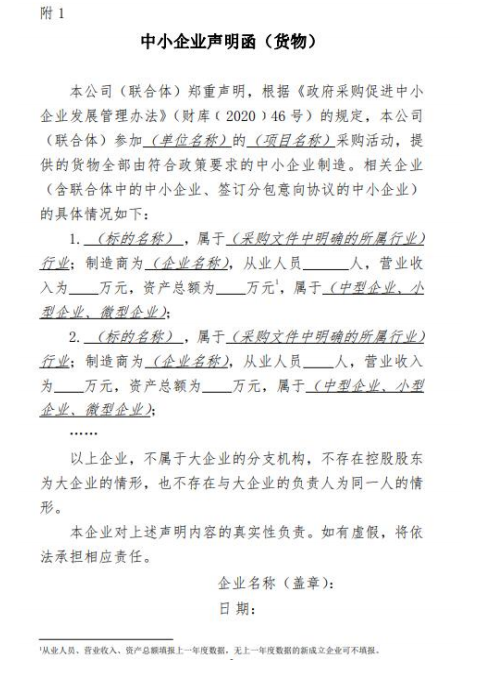 附 1
中小企业声明函（货物）
本公司（联合体）郑重声明，根据《政府采购促进中小
企业发展管理办法》（财库﹝2020﹞46 号）的规定，本公司
（联合体）参加（单位名称）的（项目名称）采购活动，提
供的货物全部由符合政策要求的中小企业制造。相关企业
（含联合体中的中小企业、签订分包意向协议的中小企业）
的具体情况如下：
1. （标的名称） ，属于（采购文件中明确的所属行业）
行业；制造商为（企业名称），从业人员______人，营业收
入为____万元，资产总额为____万元¹，属于（中型企业、小
型企业、微型企业）；
2. （标的名称） ，属于（采购文件中明确的所属行业）
行业；制造商为（企业名称），从业人员____人，营业收入
为____万元，资产总额为____万元，属于（中型企业、小型
企业、微型企业）；
……
以上企业，不属于大企业的分支机构，不存在控股股东
为大企业的情形，也不存在与大企业的负责人为同一人的情
形。
本企业对上述声明内容的真实性负责。如有虚假，将依
法承担相应责任。
企业名称（盖章）：
日 期：
¹从业人员、营业收入、资产总额填报上一年度数据，无上一年度数据的新成立企业可不填报。